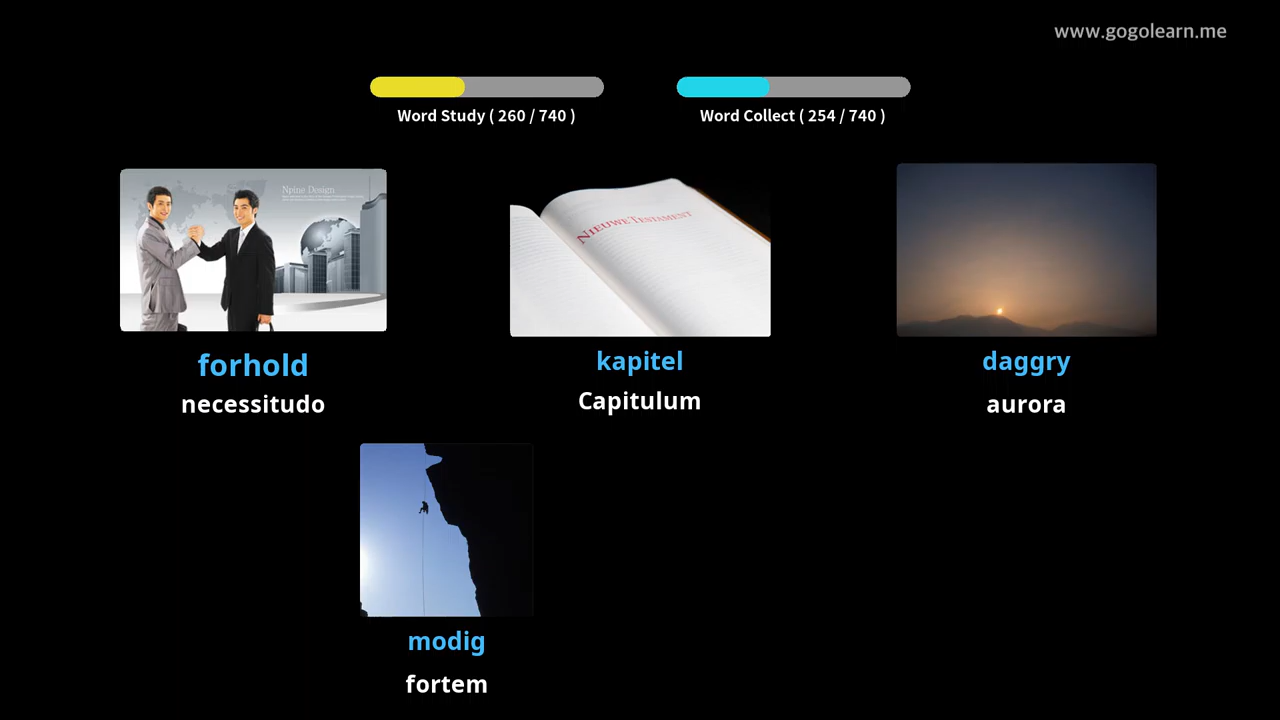 www.gogolearn.me
Word Study ( 260 / 740 )
Word Collect ( 254 / 740 )
Npine Design
NIEUWE TESTAMENT
forhold
necessitudo
kapitel
Capitulum
daggry
aurora
modig
fortem